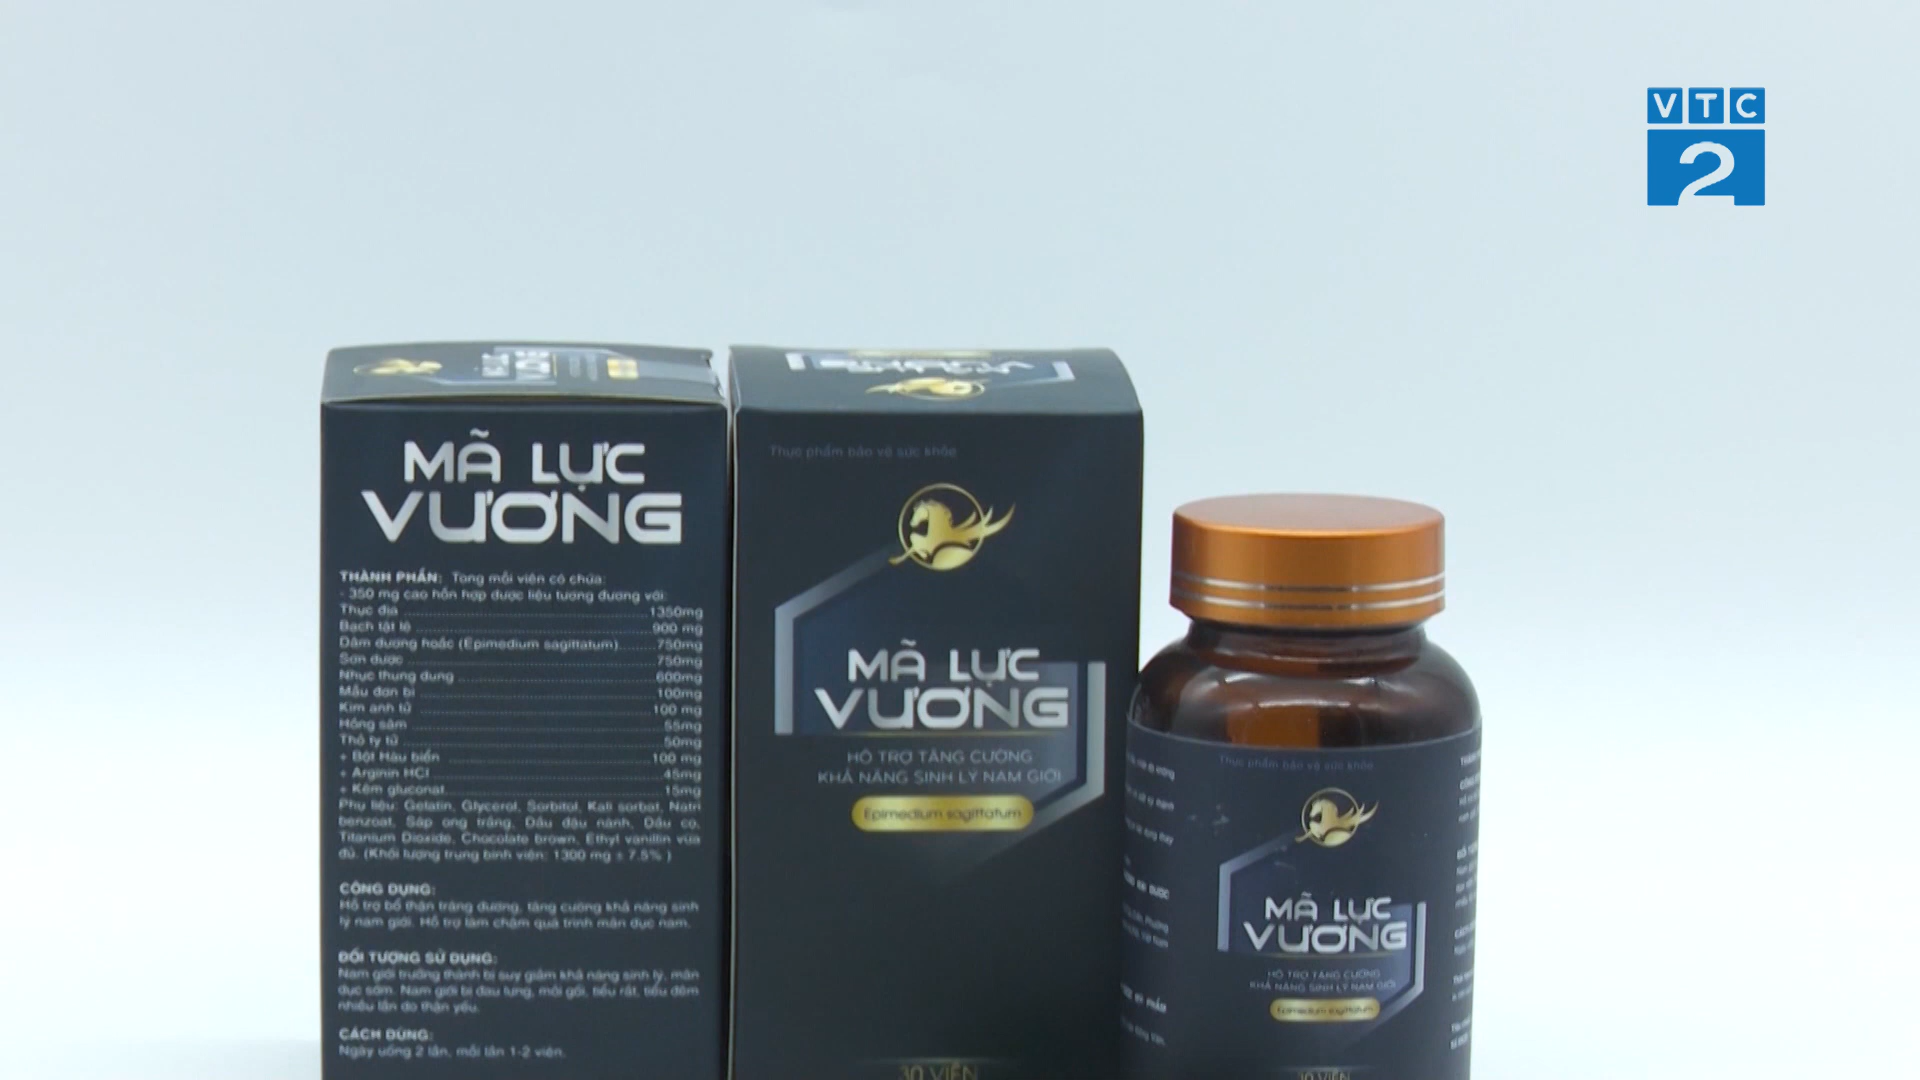 VTC
2
MÃ LỰC
VƯƠNG
THÀNH PHẦN: Tong mỗi viên có chứa:
- 350 mg cao hỗn hợp dược liệu tương đương với:
Thục địa 1350mg
Bạch tật lê 900 mg
Dâm dương hoắc (Epimedium sagittatum) 750mg
Sơn dược 750mg
Nhục thung dung 600mg
Mẫu đơn bì 100mg
Kim anh tử 100 mg
Hồng sâm 55mg
Thỏ ty tử 50mg
+ Bột Hàu biển 100 mg
+ Arginin HCl 45mg
+ Kẽm gluconat 15mg
Phụ liệu: Gelatin, Glycerol, Sorbitol, Kali sorbat, Natri
benzoat, Sáp ong trắng, Dầu đậu nành, Dầu cọ,
Titanium Dioxide, Chocolate brown, Ethyl vanillin vừa
đủ. (Khối lượng trung bình viên: 1300 mg ± 7.5% )
CÔNG DỤNG:
Hỗ trợ bổ thận tráng dương, tăng cường khả năng sinh
lý nam giới. Hỗ trợ làm chậm quá trình mãn dục nam.
ĐỐI TƯỢNG SỬ DỤNG:
Nam giới trưởng thành bị suy giảm khả năng sinh lý, mãn
dục sớm. Nam giới bị đau lưng, mỏi gối, tiểu rắt, tiểu đêm
nhiều lần do thận yếu.
CÁCH DÙNG:
Ngày uống 2 lần, mỗi lần 1-2 viên.
Thực phẩm bảo vệ sức khỏe
MÃ LỰC
VƯƠNG
HỖ TRỢ TĂNG CƯỜNG
KHẢ NĂNG SINH LÝ NAM GIỚI
Epimedium sagittatum
30 VIÊN
Thực phẩm bảo vệ sức khỏe
MÃ LỰC
VƯƠNG
HỖ TRỢ TĂNG CƯỜNG
KHẢ NĂNG SINH LÝ NAM GIỚI
Epimedium sagittatum
30 VIÊN